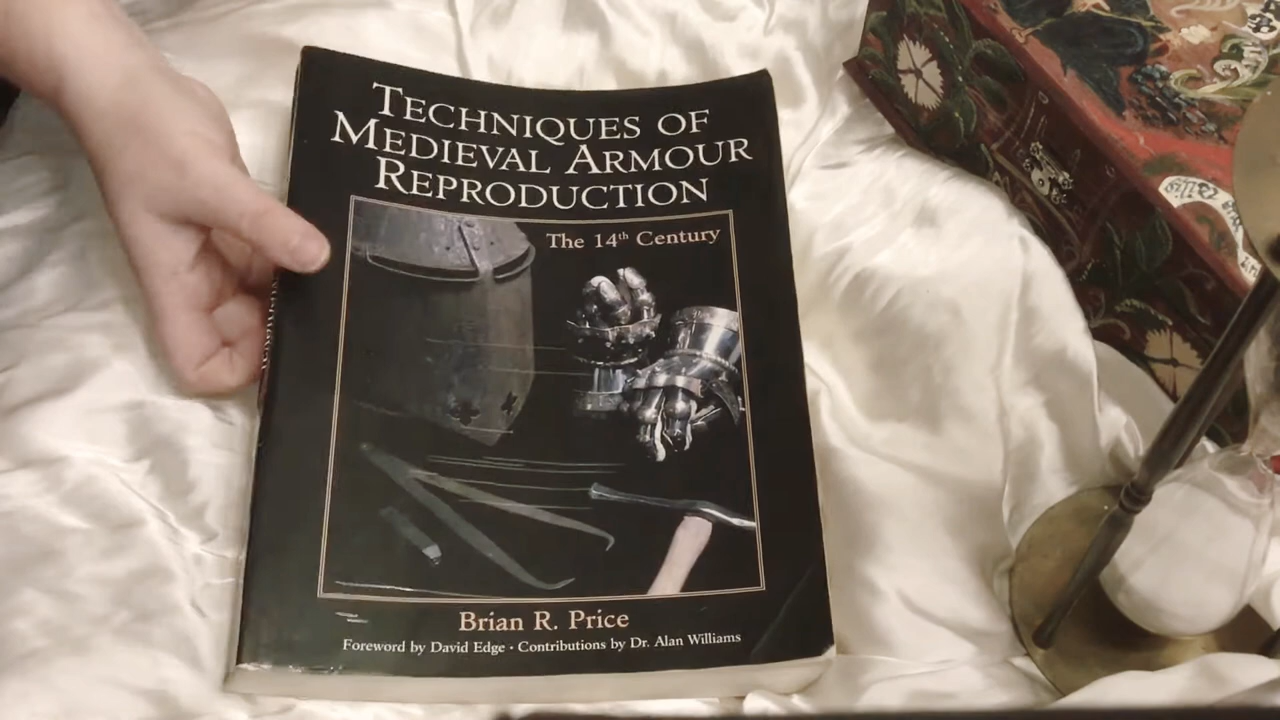 TECHNIQUES OF
MEDIEVAL ARMOUR
REPRODUCTION
The 14th Century
Brian R. Price
Foreword by David Edge · Contributions by Dr. Alan Williams